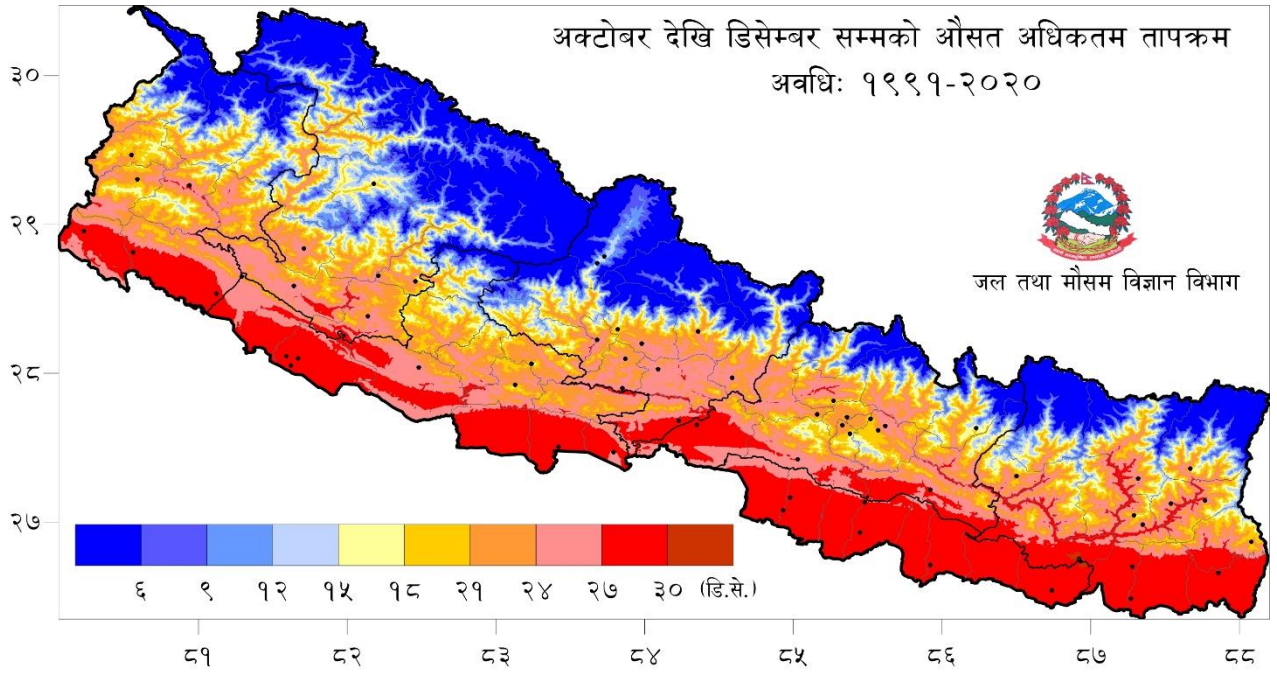 अक्टोबर देखि डिसेम्बर सम्मको औसत अधिकतम तापक्रम
अवधिः १९९१-२०२०
३०
२९
२८
२७
जल तथा मौसम विज्ञान विभाग
६ ९ १२ १५ १८ २१ २४ २७ ३० (डि.से.)
८१ ८२ ८३ ८४ ८५ ८६ ८७ ८८